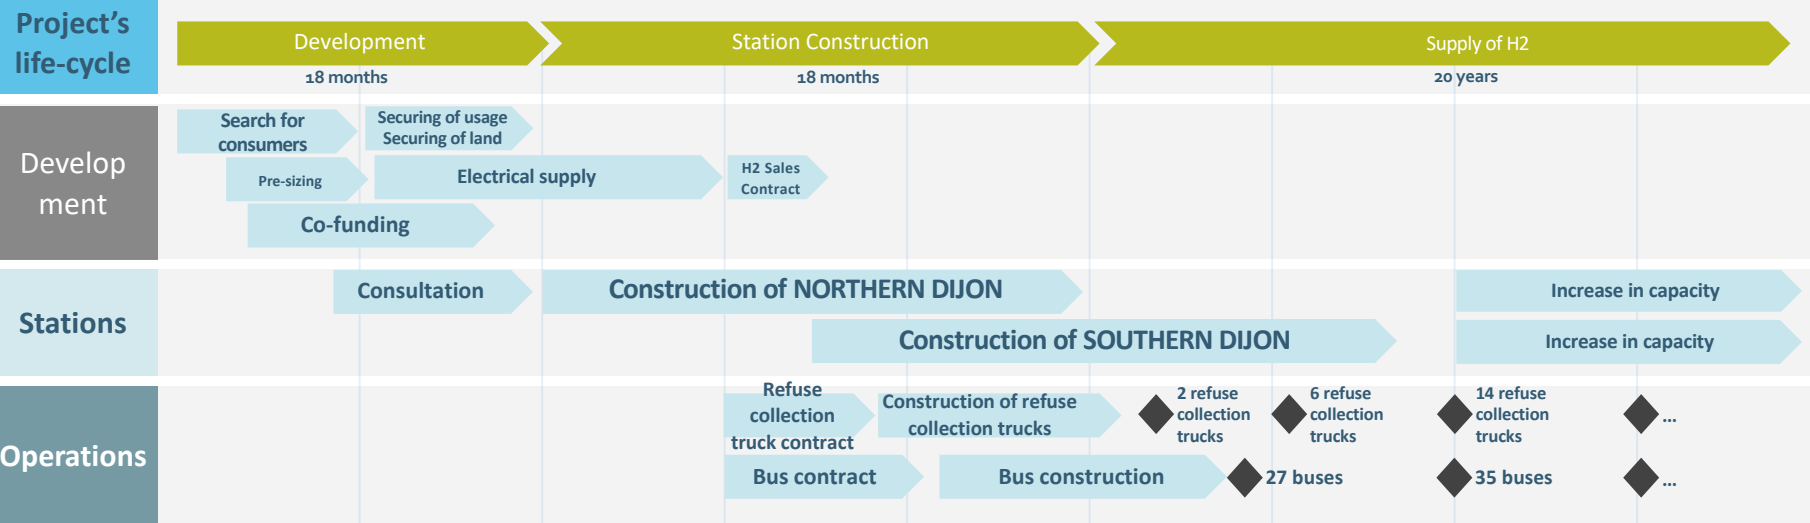 Project's
life-cycle
Development
Station Construction
Supply of H2
18 months
18 months
20 years
Develop
ment
Search for
consumers
Securing of usage
Securing of land
Pre-sizing
Electrical supply
H2 Sales
Contract
Co-funding
Stations
Consultation
Construction of NORTHERN DIJON
Increase in capacity
Construction of SOUTHERN DIJON
Increase in capacity
Operations
Refuse
collection
truck contract
Construction of refuse
collection trucks
2 refuse
collection
trucks
6 refuse
collection
trucks
14 refuse
collection
trucks
...
Bus contract
Bus construction
27 buses
35 buses
...